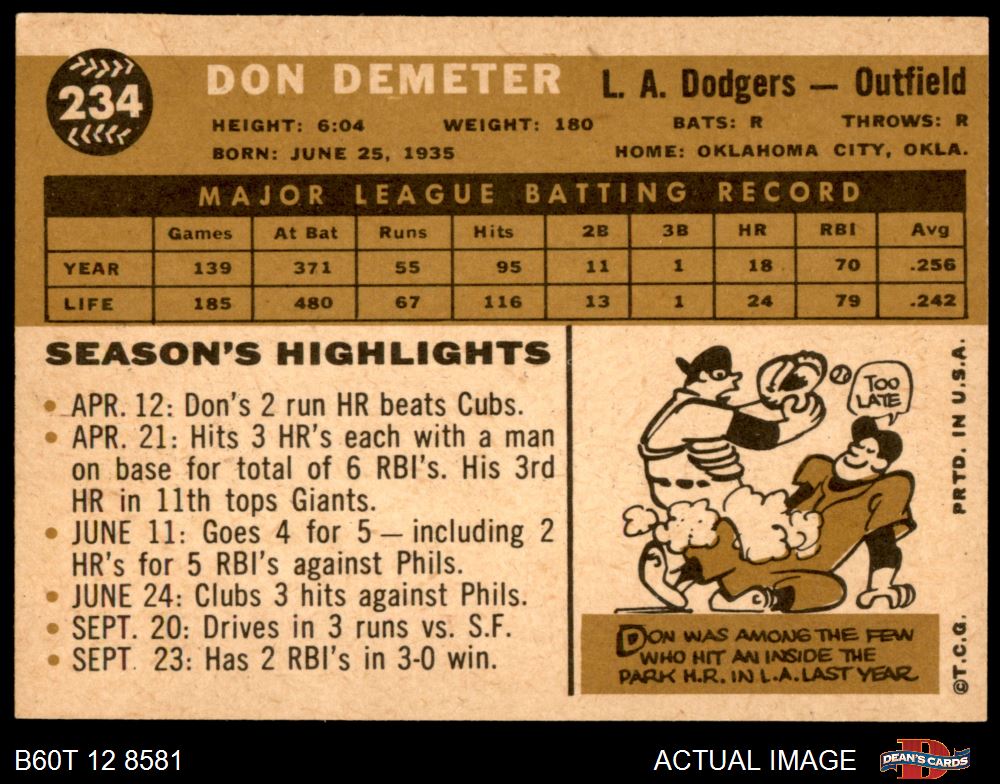 234
DON DEMETER
L. A. Dodgers — Outfield
HEIGHT: 6:04 WEIGHT: 180 BATS: R THROWS: R
BORN: JUNE 25, 1935 HOME: OKLAHOMA CITY, OKLA.
MAJOR LEAGUE BATTING RECORD
Games At Bat Runs Hits 2B 3B HR RBI Avg
YEAR 139 371 55 95 11 1 18 70 .256
LIFE 185 480 67 116 13 1 24 79 .242
SEASON'S HIGHLIGHTS
• APR. 12: Don's 2 run HR beats Cubs.
• APR. 21: Hits 3 HR's each with a man
on base for total of 6 RBI's. His 3rd
HR in 11th tops Giants.
• JUNE 11: Goes 4 for 5 — including 2
HR's for 5 RBI's against Phils.
• JUNE 24: Clubs 3 hits against Phils.
• SEPT. 20: Drives in 3 runs vs. S.F.
• SEPT. 23: Has 2 RBI's in 3-0 win.
TOO
LATE
DON WAS AMONG THE FEW
WHO HIT AN INSIDE THE
PARK H.R. IN L.A. LAST YEAR.
©T.C.G. PRTD. IN U.S.A.
B60T 12 8581
ACTUAL IMAGE
D
DEAN'S CARDS